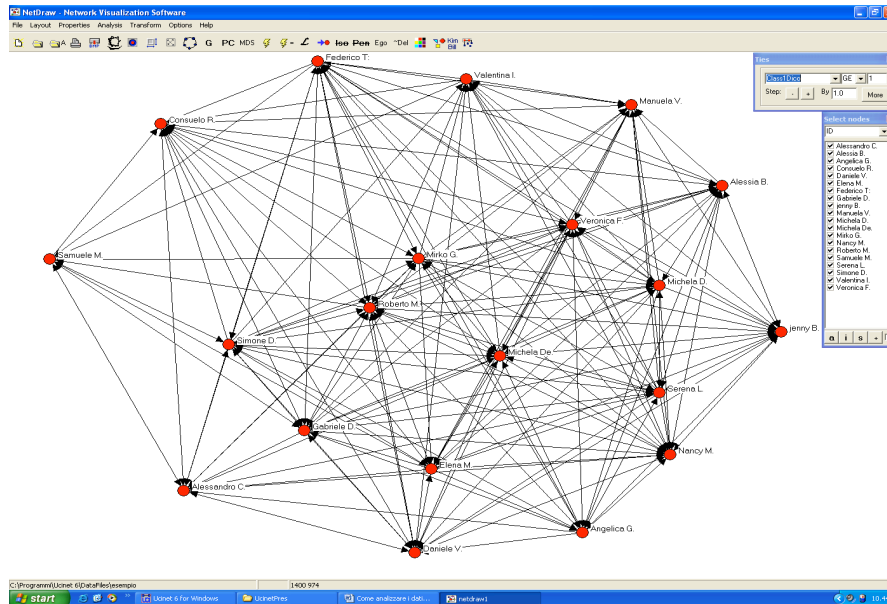 NetDraw - Network Visualization Software
File Layout Properties Analysis Transform Options Help
G PC MDS Iso Pen Ego ~Del Kim Bill
Ties
Class1Dico GE 1
Step: - + By 1.0 More
Select nodes
ID
Alessandro C.
Alessia B.
Angelica G.
Consuelo R.
Daniele V.
Elena M.
Federico T:
Gabriele D.
jenny B.
Manuela V.
Michela D.
Michela De.
Mirko G.
Nancy M.
Roberto M.
Samuele M.
Serena L.
Simone D.
Valentina I.
Veronica F.
a i s +
Federico T:
Valentina I.
Manuela V.
Consuelo R.
Alessia B.
Veronica F.
Samuele M.
Mirko G.
Michela D.
Roberto M.
jenny B.
Simone D.
Michela De.
Serena L.
Gabriele D.
Nancy M.
Elena M.
Alessandro C.
Angelica G.
Daniele V.
C:\Programmi\Ucinet 6\DataFiles\esempio 1400 974
start Ucinet 6 for Windows UcinetPres Come analizzare i dati... netdraw1